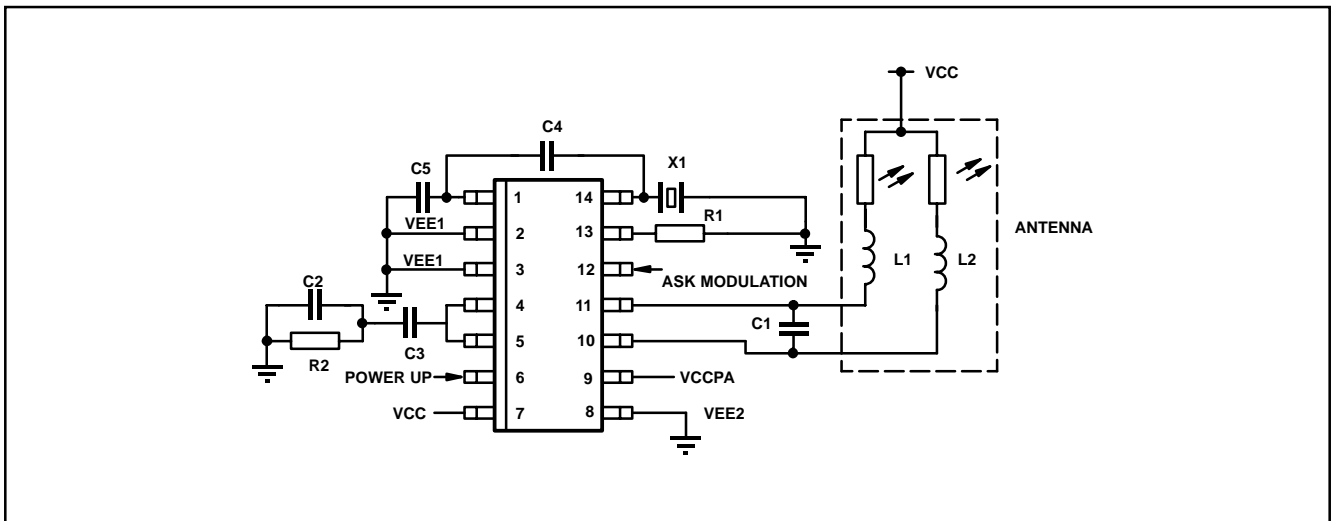 VCC
C4
C5
X1
1
14
R1
VEE1
2
13
ANTENNA
VEE1
3
12
ASK MODULATION
L1
L2
C2
4
11
C1
R2
C3
5
10
POWER UP
6
9
VCCPA
VCC
7
8
VEE2